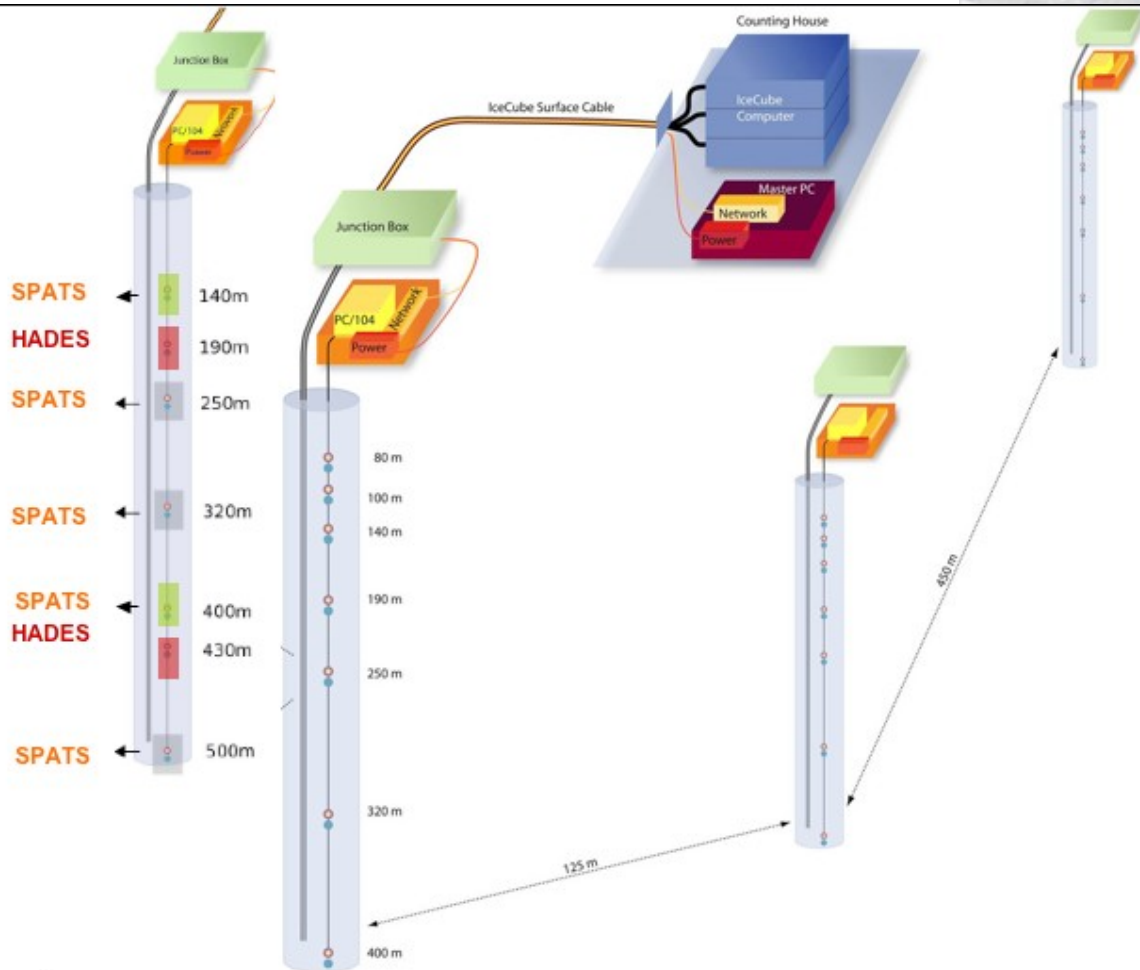 Counting House
Junction Box
PC/104
Network
Power
IceCube Surface Cable
IceCube
Computer
Master PC
Network
Power
Junction Box
PC/104
Network
Power
SPATS
140m
HADES
190m
SPATS
250m
SPATS
320m
SPATS
400m
HADES
430m
SPATS
500m
80 m
100 m
140 m
190 m
250 m
320 m
400 m
125 m
450 m